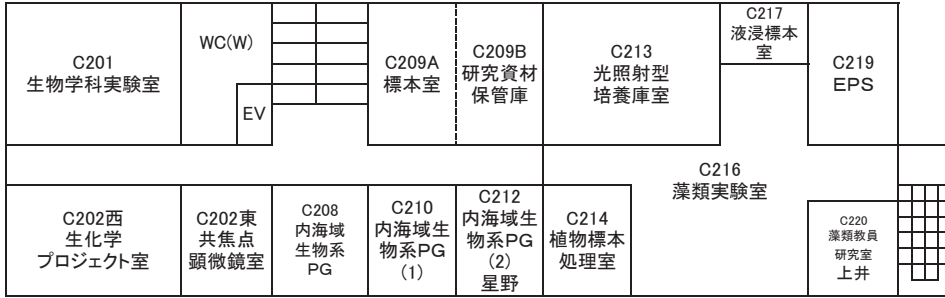 C201
生物学科実験室
WC(W)
EV
C209A
標本室
C209B
研究資材
保管庫
C213
光照射型
培養庫室
C217
液浸標本
室
C219
EPS
C216
藻類実験室
C202西
生化学
プロジェクト室
C202東
共焦点
顕微鏡室
C208
内海域
生物系
PG
C210
内海域生
物系PG
(1)
C212
内海域生
物系PG
(2)
星野
C214
植物標本
処理室
C220
藻類教員
研究室
上井